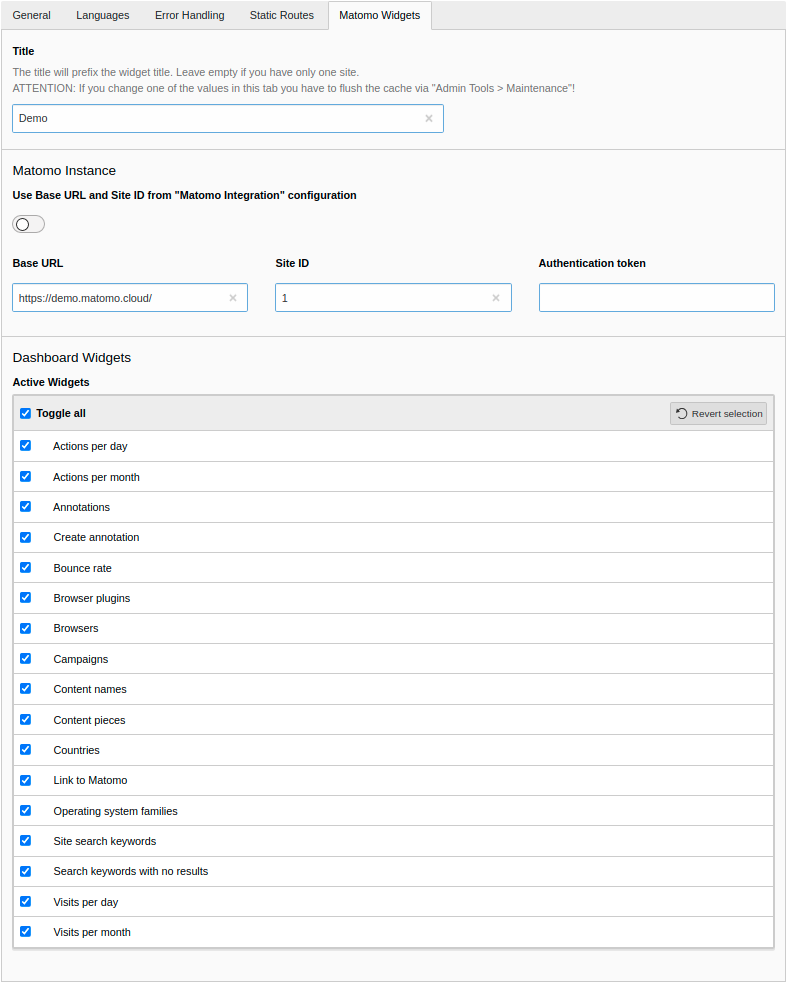 General Languages Error Handling Static Routes Matomo Widgets
Title
The title will prefix the widget title. Leave empty if you have only one site.
ATTENTION: If you change one of the values in this tab you have to flush the cache via "Admin Tools > Maintenance"!
Demo
Matomo Instance
Use Base URL and Site ID from "Matomo Integration" configuration
Base URL Site ID Authentication token
https://demo.matomo.cloud/ 1
Dashboard Widgets
Active Widgets
Toggle all Revert selection
Actions per day
Actions per month
Annotations
Create annotation
Bounce rate
Browser plugins
Browsers
Campaigns
Content names
Content pieces
Countries
Link to Matomo
Operating system families
Site search keywords
Search keywords with no results
Visits per day
Visits per month